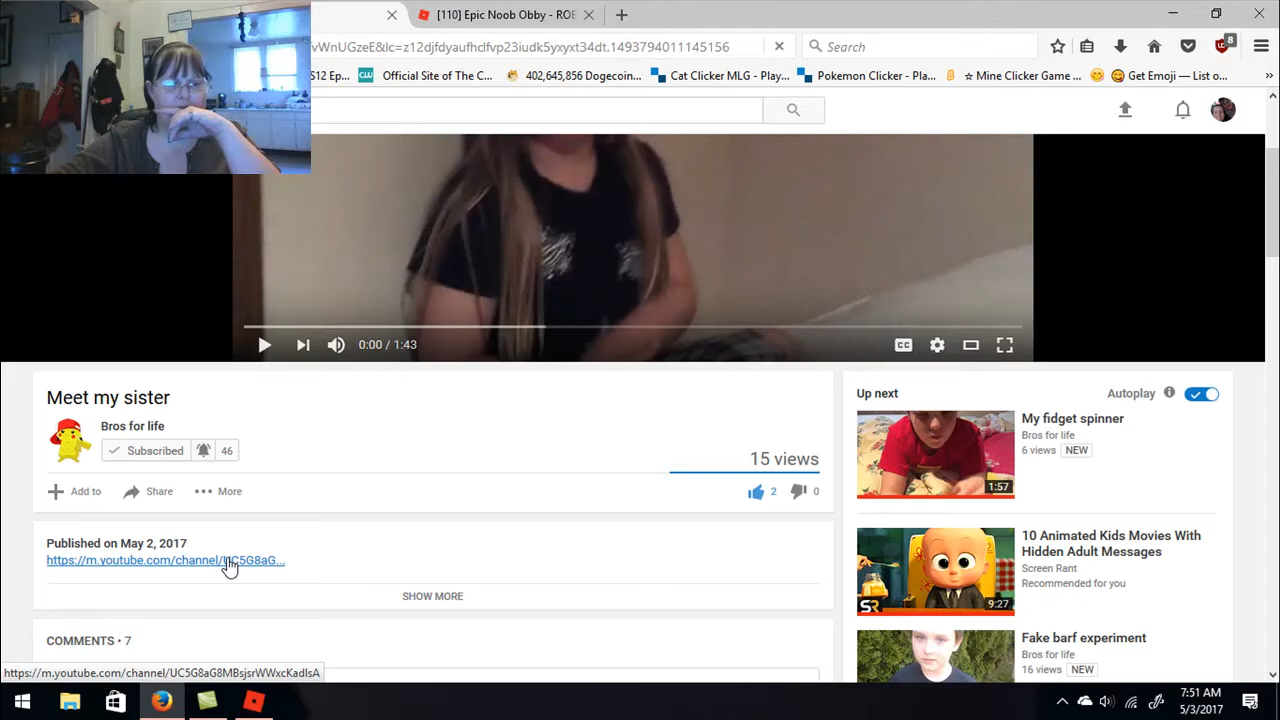 [110] Epic Noob Obby - ROB
vWnUGzeE&lc=z12djfdyaufhclfvp23iudk5yxyxt34dt.1493794011145156
Search
8
S12 Ep...
CW
Official Site of The C...
402,645,856 Dogecoin...
Cat Clicker MLG - Play...
Pokemon Clicker - Pla...
Mine Clicker Game ...
Get Emoji — List o...
0:00 / 1:43
CC
Meet my sister
Bros for life
Subscribed
46
15 views
Add to
Share
More
2
0
Published on May 2, 2017
https://m.youtube.com/channel/UC5G8aG...
SHOW MORE
COMMENTS • 7
Up next
Autoplay
My fidget spinner
Bros for life
6 views NEW
1:57
10 Animated Kids Movies With
Hidden Adult Messages
Screen Rant
Recommended for you
SR
9:27
Fake barf experiment
Bros for life
16 views NEW
https://m.youtube.com/channel/UC5G8aG8MBsjsrWWxcKadlsA
7:51 AM
5/3/2017